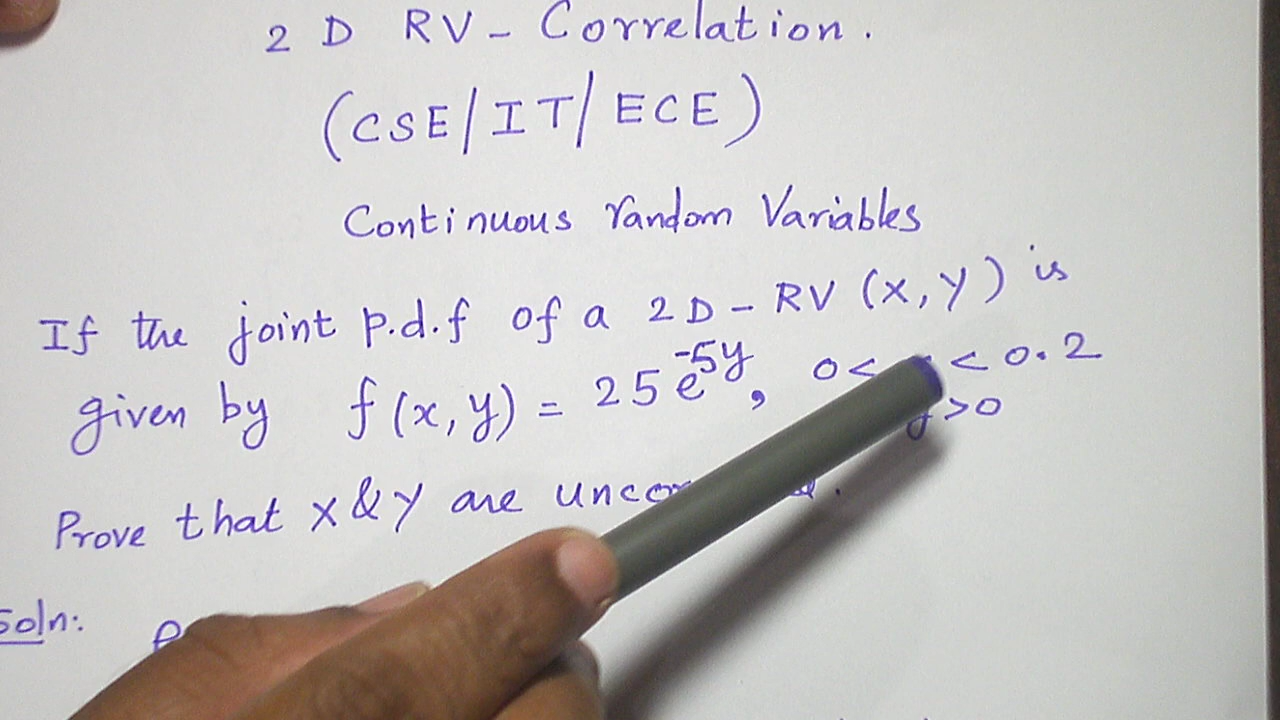 2 D RV - Correlation.
(CSE/IT/ECE)
Continuous random Variables
If the joint p.d.f of a 2D - RV (X, Y) is
given by f(x, y) = 25 e^-5y, 0 < < 0.2
y > 0
Prove that X & Y are
Soln: